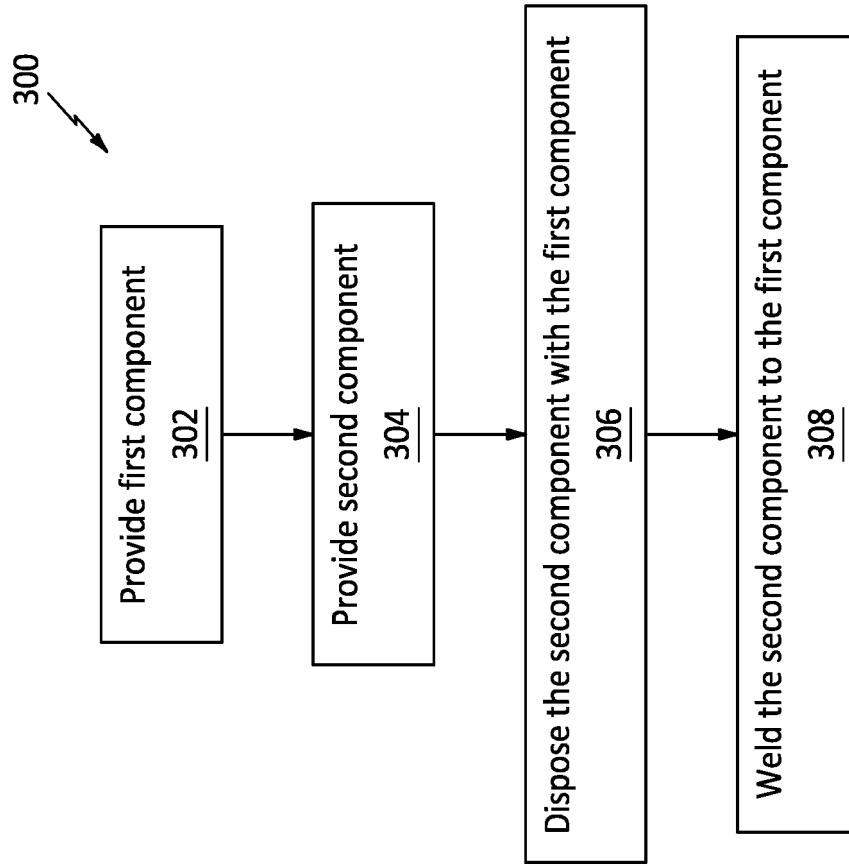 300
Provide first component
302
Provide second component
304
Dispose the second component with the first component
306
Weld the second component to the first component
308